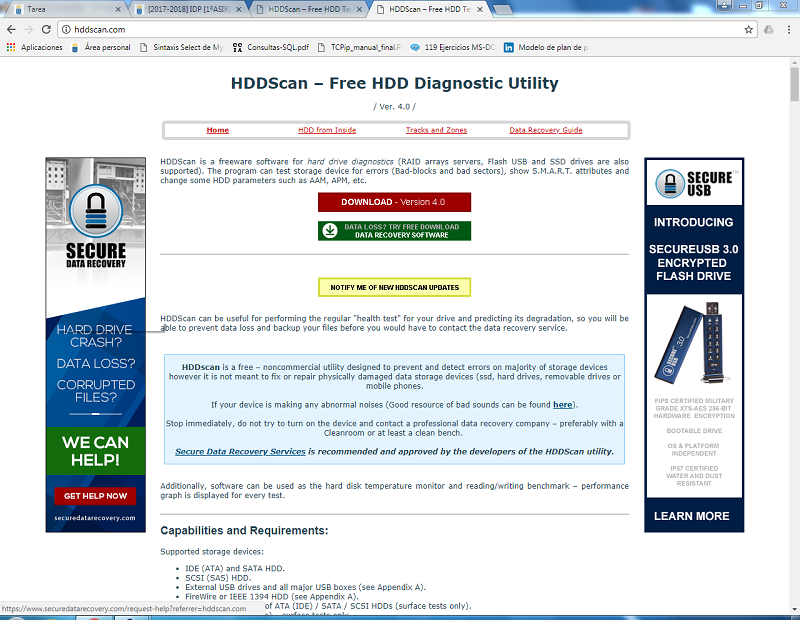 Tarea
[2017-2018] IDP [1ºASIR
HDDScan – Free HDD Te
HDDScan – Free HDD Te
hddscan.com
Aplicaciones
Área personal
Sintaxis Select de My
Consultas-SQL.pdf
TCPip_manual_final.P
119 Ejercicios MS-DO
Modelo de plan de p
HDDScan – Free HDD Diagnostic Utility
/ Ver. 4.0 /
Home HDD from Inside Tracks and Zones Data Recovery Guide
HDDScan is a freeware software for hard drive diagnostics (RAID arrays servers, Flash USB and SSD drives are also
supported). The program can test storage device for errors (Bad-blocks and bad sectors), show S.M.A.R.T. attributes and
change some HDD parameters such as AAM, APM, etc.
DOWNLOAD - Version 4.0
DATA LOSS? TRY FREE DOWNLOAD
DATA RECOVERY SOFTWARE
NOTIFY ME OF NEW HDDSCAN UPDATES
HDDScan can be useful for performing the regular "health test" for your drive and predicting its degradation, so you will be
able to prevent data loss and backup your files before you would have to contact the data recovery service.
HDDscan is a free – noncommercial utility designed to prevent and detect errors on majority of storage devices
however it is not meant to fix or repair physically damaged data storage devices (ssd, hard drives, removable drives or
mobile phones.
If your device is making any abnormal noises (Good resource of bad sounds can be found here).
Stop immediately, do not try to turn on the device and contact a professional data recovery company – preferably with a
Cleanroom or at least a clean bench.
Secure Data Recovery Services is recommended and approved by the developers of the HDDScan utility.
Additionally, software can be used as the hard disk temperature monitor and reading/writing benchmark – performance
graph is displayed for every test.
Capabilities and Requirements:
Supported storage devices:
• IDE (ATA) and SATA HDD.
• SCSI (SAS) HDD.
• External USB drives and all major USB boxes (see Appendix A).
• FireWire or IEEE 1394 HDD (see Appendix A).
of ATA (IDE) / SATA / SCSI HDDs (surface tests only).
surface tests only
SECURE
DATA RECOVERY
HARD DRIVE
CRASH?
DATA LOSS?
CORRUPTED
FILES?
WE CAN
HELP!
GET HELP NOW
securedatarecovery.com
SECURE
USB™
INTRODUCING
SECUREUSB 3.0
ENCRYPTED
FLASH DRIVE
SECURE USB 3.0
FIPS CERTIFIED MILITARY
GRADE XTS-AES 256-BIT
HARDWARE ENCRYPTION
BOOTABLE DRIVE
OS & PLATFORM
INDEPENDENT
IP57 CERTIFIED
WATER AND DUST
RESISTANT
LEARN MORE
https://www.securedatarecovery.com/request-help?referrer=hddscan.com